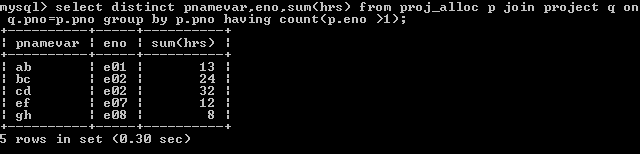 mysql> select distinct pnamevar,eno,sum(hrs) from proj_alloc p join project q on
 q.pno=p.pno group by p.pno having count(p.eno >1);
+----------+-----+----------+
| pnamevar | eno | sum(hrs) |
+----------+-----+----------+
| ab       | e01 |       13 |
| bc       | e02 |       24 |
| cd       | e02 |       32 |
| ef       | e07 |       12 |
| gh       | e08 |        8 |
+----------+-----+----------+
5 rows in set (0.30 sec)